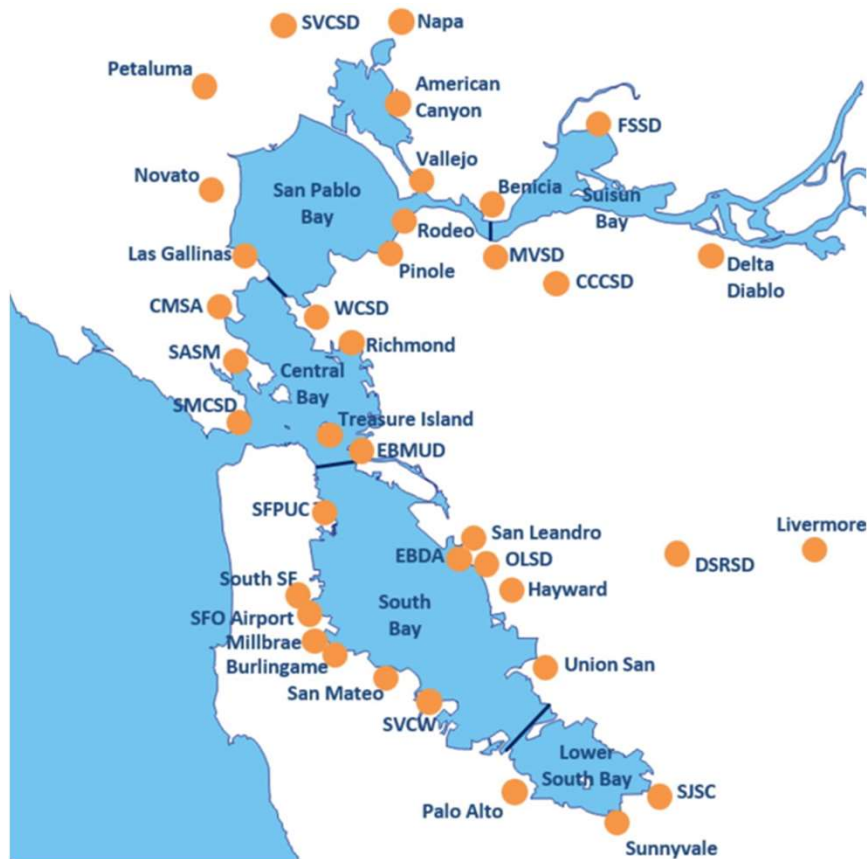 SVCSD
Napa
Petaluma
American
Canyon
FSSD
Vallejo
Novato
San Pablo
Bay
Benicia
Suisun
Bay
Rodeo
Las Gallinas
Pinole
MVSD
CCCSD
Delta
Diablo
CMSA
WCSD
Richmond
SASM
Central
Bay
SMCSD
Treasure Island
EBMUD
SFPUC
San Leandro
Livermore
EBDA
OLSD
DSRSD
Hayward
South SF
South
Bay
SFO Airport
Millbrae
Burlingame
Union San
San Mateo
SVCW
Lower
South Bay
Palo Alto
SJSC
Sunnyvale